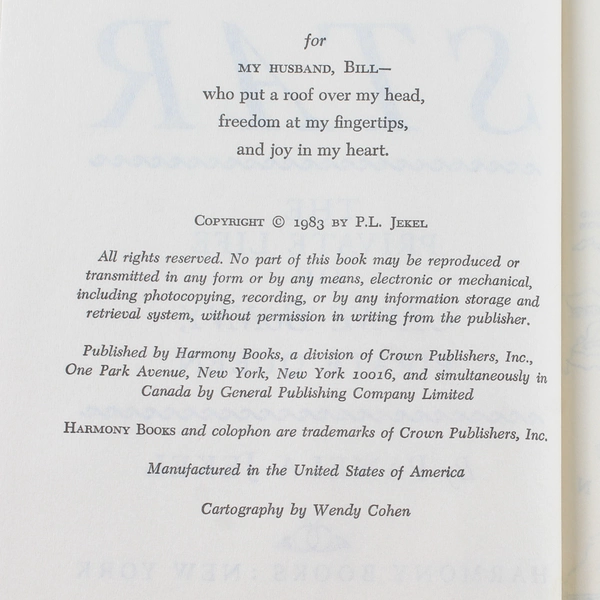 for
MY HUSBAND, BILL—
who put a roof over my head,
freedom at my fingertips,
and joy in my heart.
COPYRIGHT © 1983 BY P.L. JEKEL
All rights reserved. No part of this book may be reproduced or
transmitted in any form or by any means, electronic or mechanical,
including photocopying, recording, or by any information storage and
retrieval system, without permission in writing from the publisher.
Published by Harmony Books, a division of Crown Publishers, Inc.,
One Park Avenue, New York, New York 10016, and simultaneously in
Canada by General Publishing Company Limited
HARMONY BOOKS and colophon are trademarks of Crown Publishers, Inc.
Manufactured in the United States of America
Cartography by Wendy Cohen